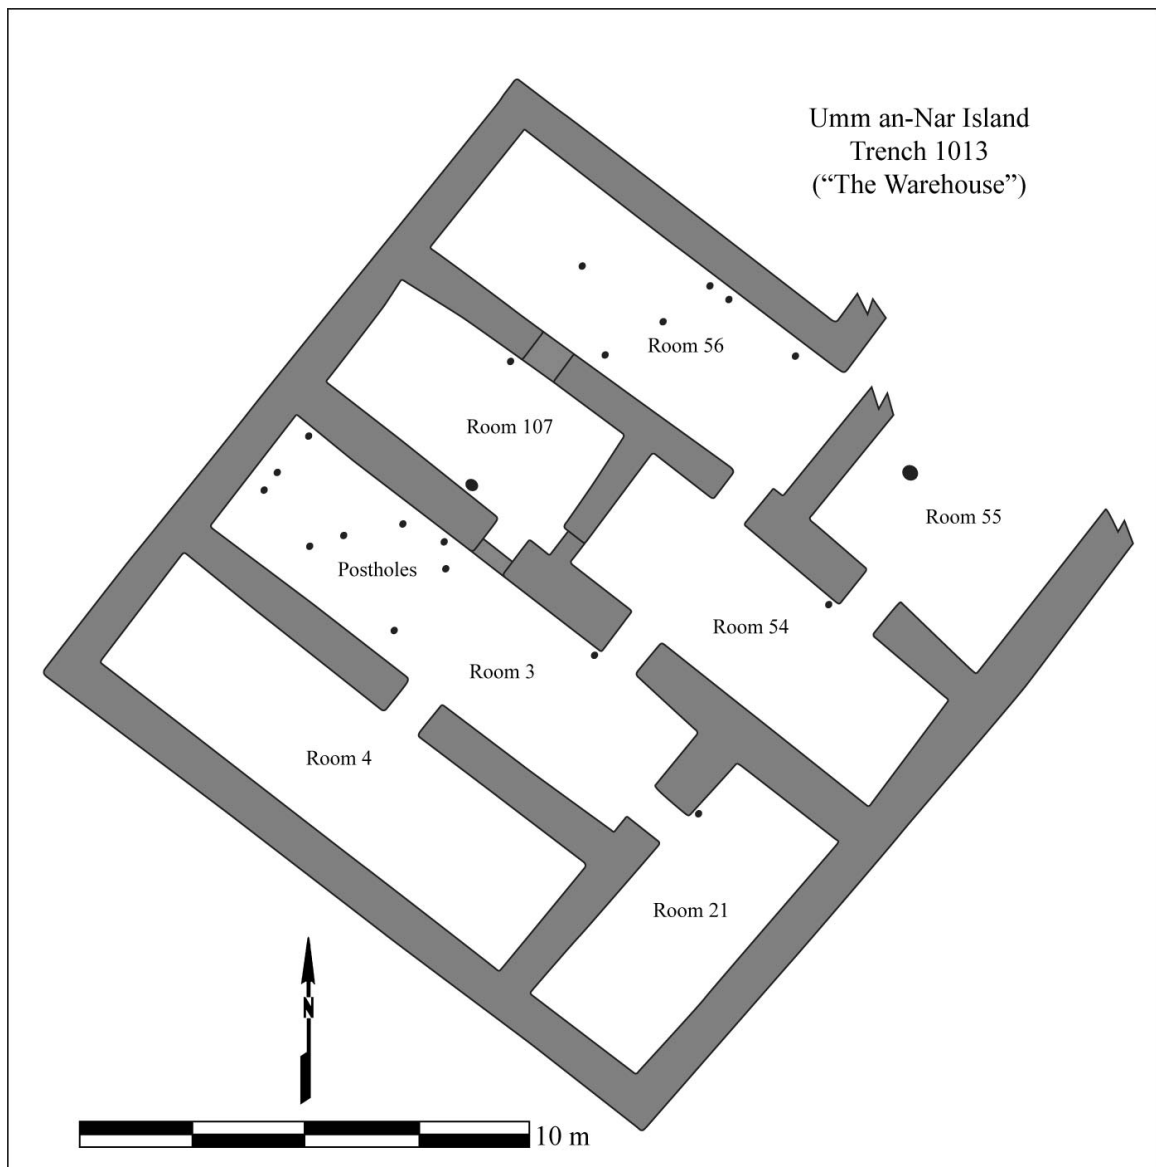 Umm an-Nar Island
Trench 1013
(“The Warehouse”)
Room 56
Room 107
Room 55
Postholes
Room 54
Room 3
Room 4
Room 21
N
10 m